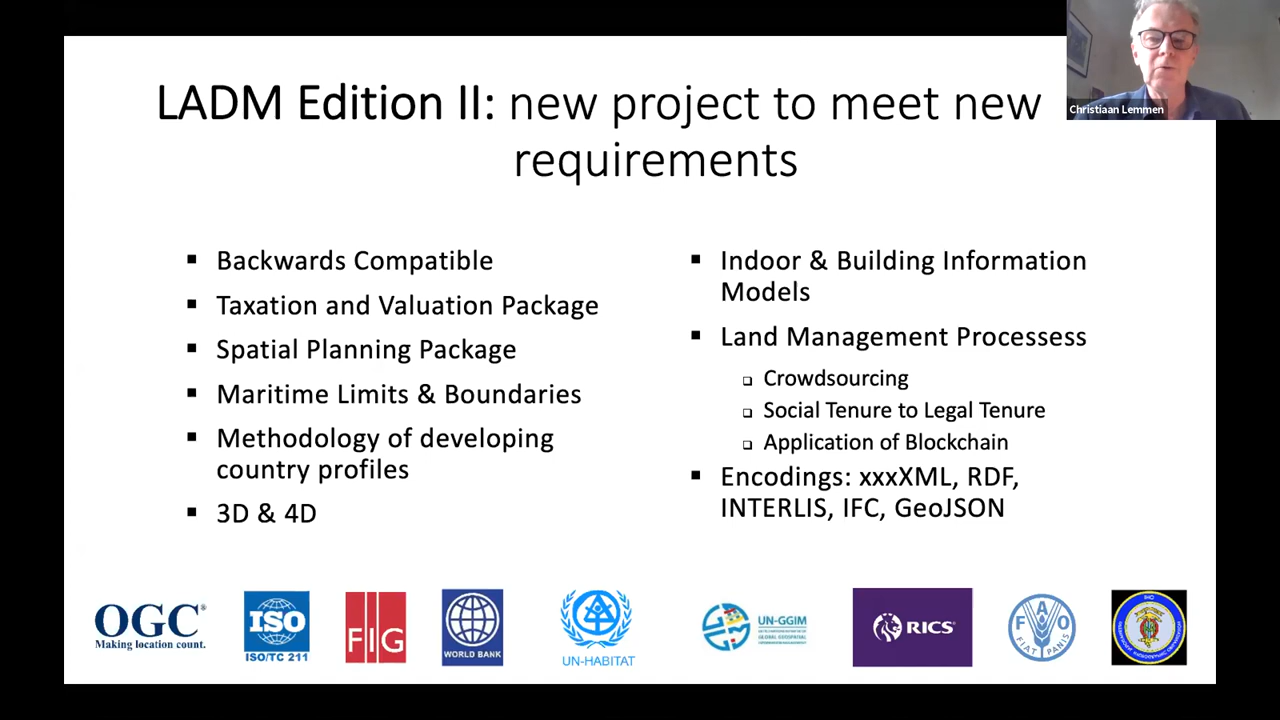 Christiaan Lemmen
LADM Edition II: new project to meet new
requirements
▪ Backwards Compatible
▪ Taxation and Valuation Package
▪ Spatial Planning Package
▪ Maritime Limits & Boundaries
▪ Methodology of developing
country profiles
▪ 3D & 4D
▪ Indoor & Building Information
Models
▪ Land Management Processess
❑ Crowdsourcing
❑ Social Tenure to Legal Tenure
❑ Application of Blockchain
▪ Encodings: xxxXML, RDF,
INTERLIS, IFC, GeoJSON
OGC®
Making location count.
ISO
ISO/TC 211
FIG
WORLD BANK
UN-HABITAT
UN-GGIM
RICS
F A O
FIAT PANIS
IHO